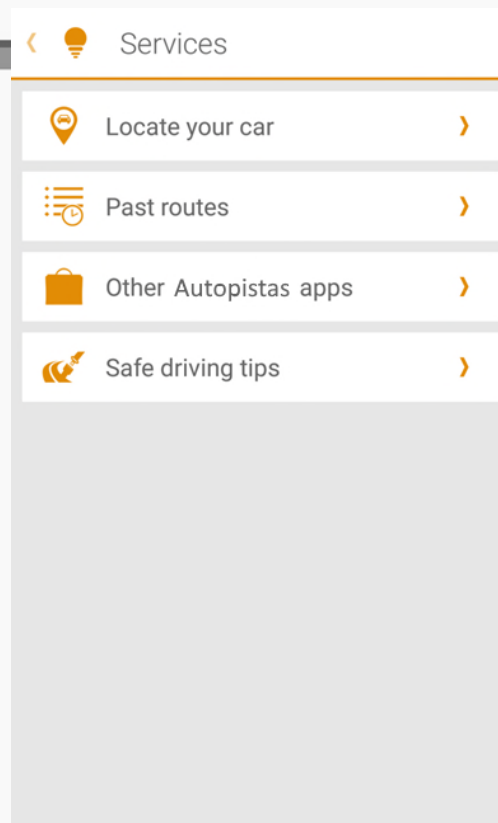 Services
Locate your car
Past routes
Other Autopistas apps
Safe driving tips